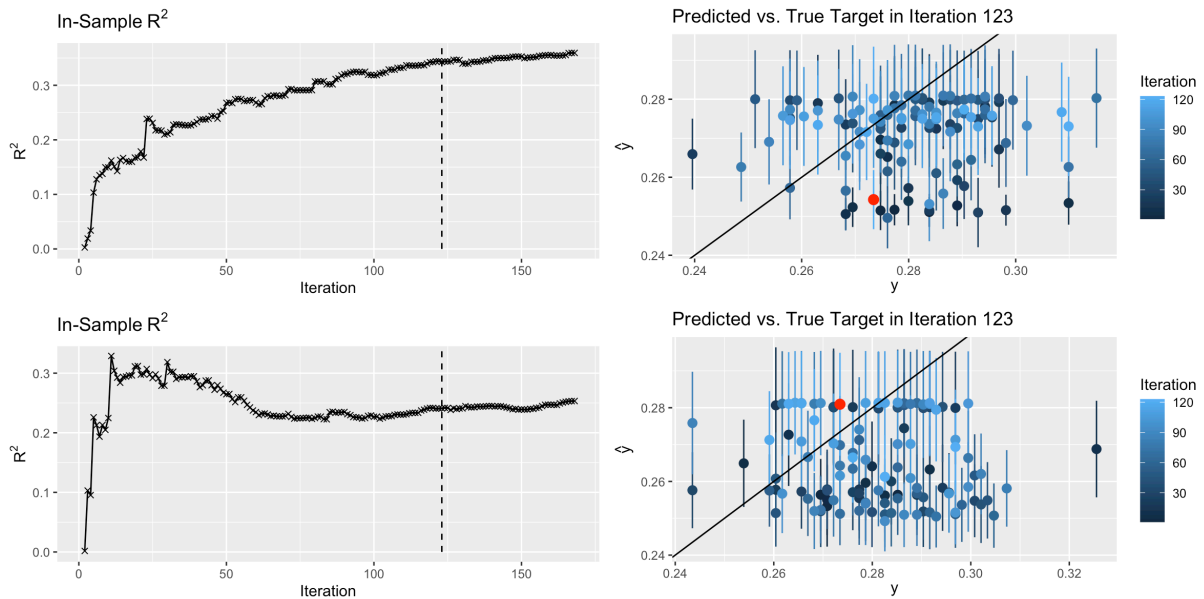 In-Sample R²
R²
0.3
0.2
0.1
0.0
0
50
100
150
Iteration
Predicted vs. True Target in Iteration 123
ŷ
0.28
0.26
0.24
0.24
0.26
0.28
0.30
y
Iteration
120
90
60
30
In-Sample R²
R²
0.3
0.2
0.1
0.0
0
50
100
150
Iteration
Predicted vs. True Target in Iteration 123
ŷ
0.28
0.26
0.24
0.24
0.26
0.28
0.30
0.32
y
Iteration
120
90
60
30